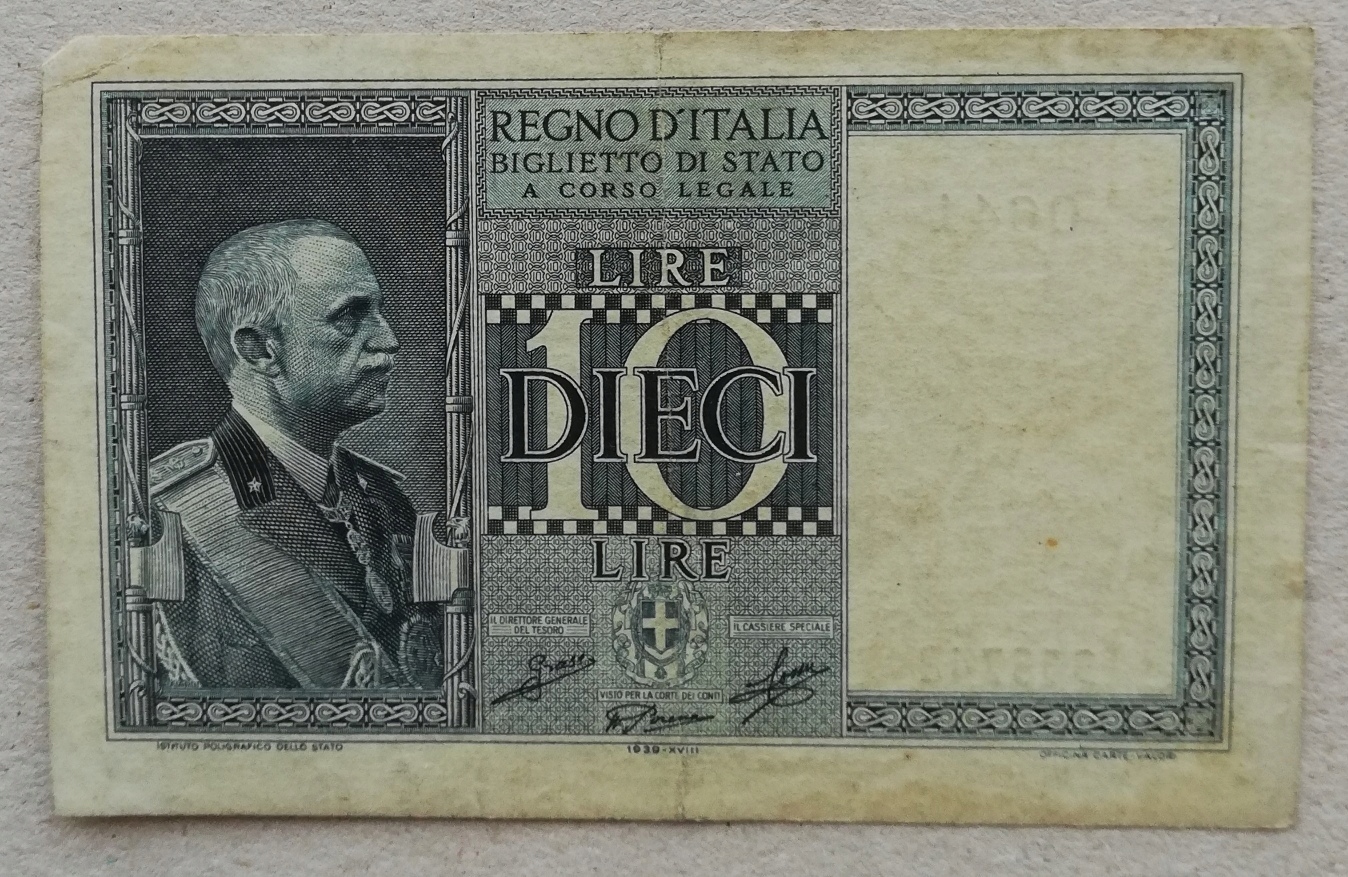 REGNO D'ITALIA
BIGLIETTO DI STATO
A CORSO LEGALE
LIRE
10
DIECI
LIRE
IL DIRETTORE GENERALE
DEL TESORO
IL CASSIERE SPECIALE
VISTO PER LA CORTE DEI CONTI
ISTITUTO POLIGRAFICO DELLO STATO
1939-XVIII
OFFICINA CARTE-VALORI